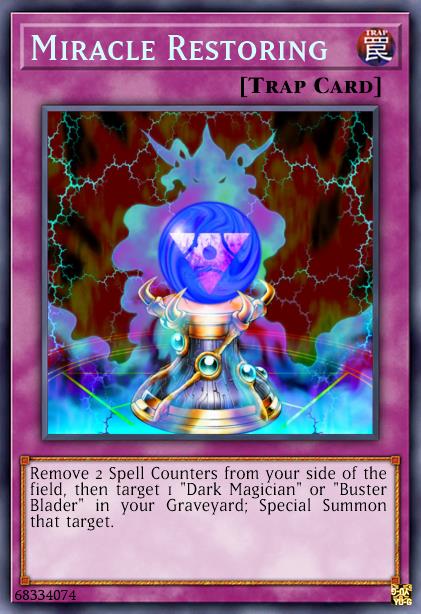 Miracle Restoring
TRAP
罠
[Trap Card]
Remove 2 Spell Counters from your side of the
field, then target 1 "Dark Magician" or "Buster
Blader" in your Graveyard; Special Summon
that target.
68334074